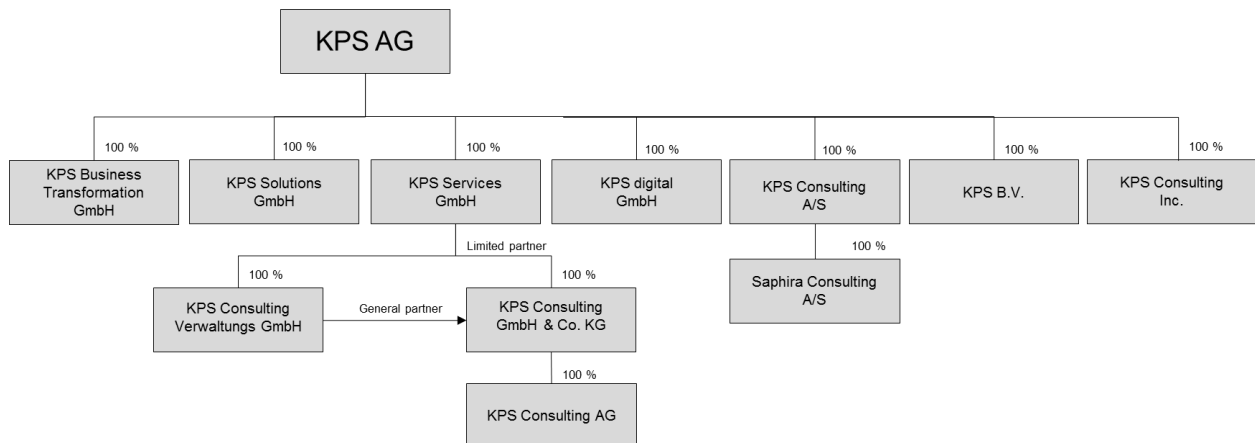 KPS AG
100 %
100 %
100 %
100 %
100 %
100 %
100 %
KPS Business
Transformation
GmbH
KPS Solutions
GmbH
KPS Services
GmbH
KPS digital
GmbH
KPS Consulting
A/S
KPS B.V.
KPS Consulting
Inc.
Limited partner
100 %
100 %
100 %
KPS Consulting
Verwaltungs GmbH
General partner
KPS Consulting
GmbH & Co. KG
Saphira Consulting
A/S
100 %
KPS Consulting AG